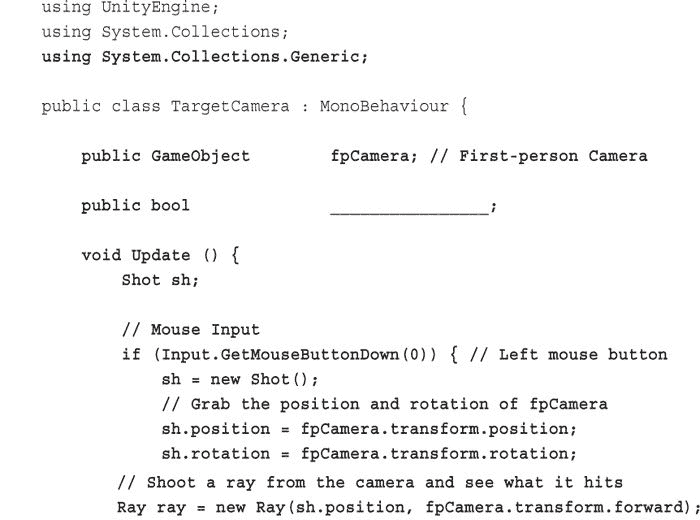 using UnityEngine;
using System.Collections;
using System.Collections.Generic;
public class TargetCamera : MonoBehaviour {
public GameObject fpCamera; // First-person Camera
public bool ________________;
void Update () {
Shot sh;
// Mouse Input
if (Input.GetMouseButtonDown(0)) { // Left mouse button
sh = new Shot();
// Grab the position and rotation of fpCamera
sh.position = fpCamera.transform.position;
sh.rotation = fpCamera.transform.rotation;
// Shoot a ray from the camera and see what it hits
Ray ray = new Ray(sh.position, fpCamera.transform.forward);